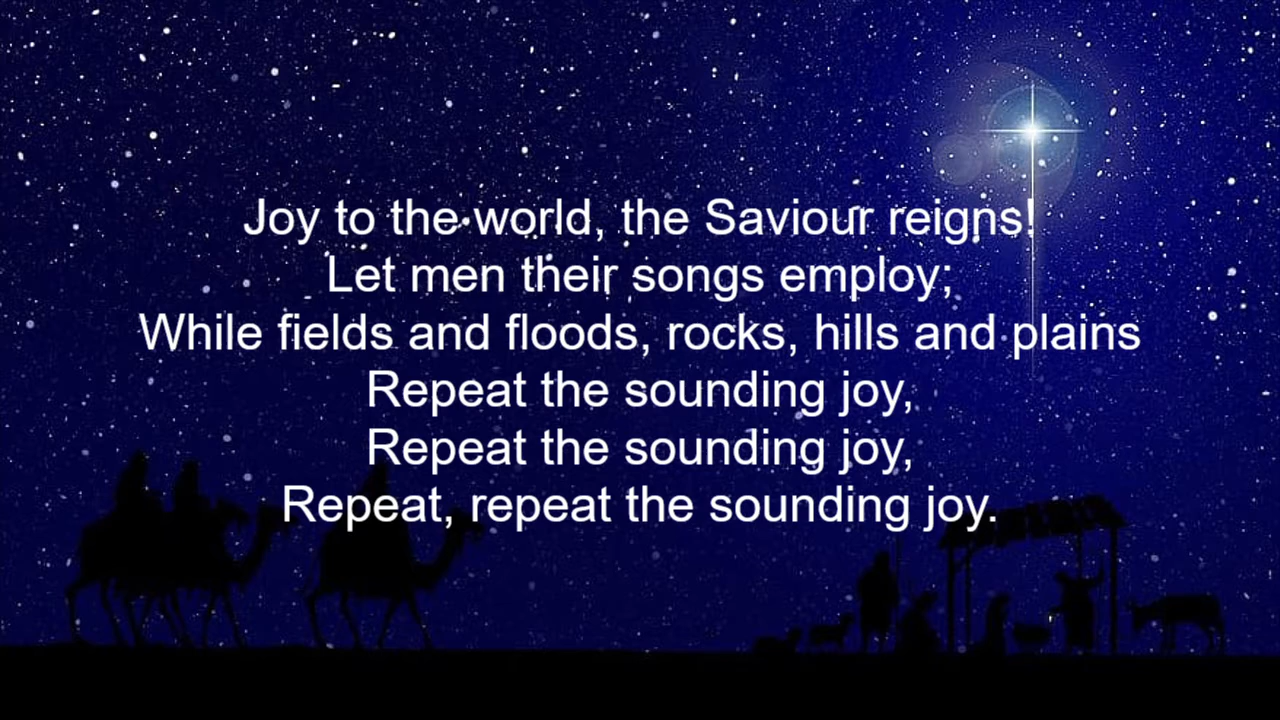 Joy to the world, the Saviour reigns!
Let men their songs employ;
While fields and floods, rocks, hills and plains
Repeat the sounding joy,
Repeat the sounding joy,
Repeat, repeat the sounding joy.